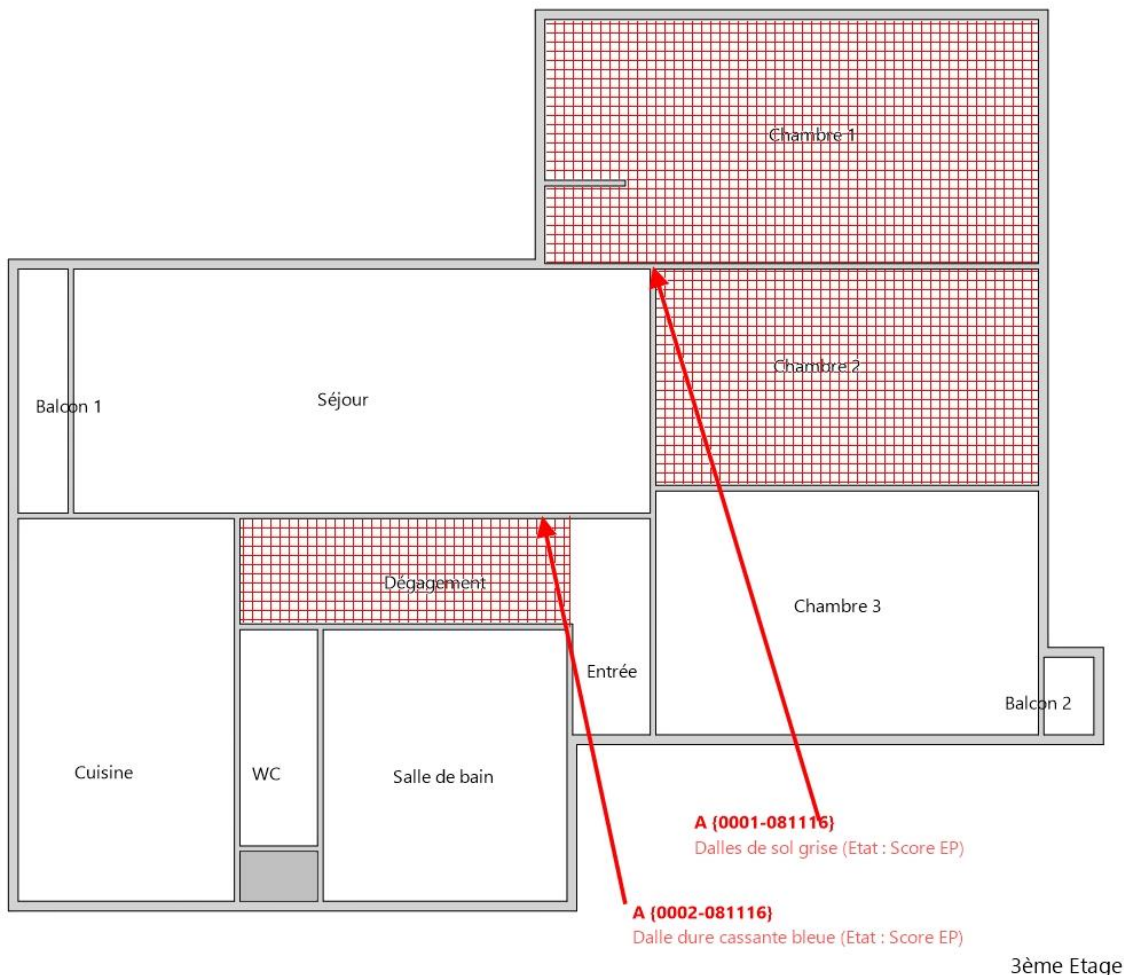 Chambre 1
Chambre 2
Séjour
Balcon 1
Dégagement
Chambre 3
Entrée
Balcon 2
Cuisine
WC
Salle de bain
A {0001-081116}
Dalles de sol grise (Etat : Score EP)
A {0002-081116}
Dalle dure cassante bleue (Etat : Score EP)
3ème Etage